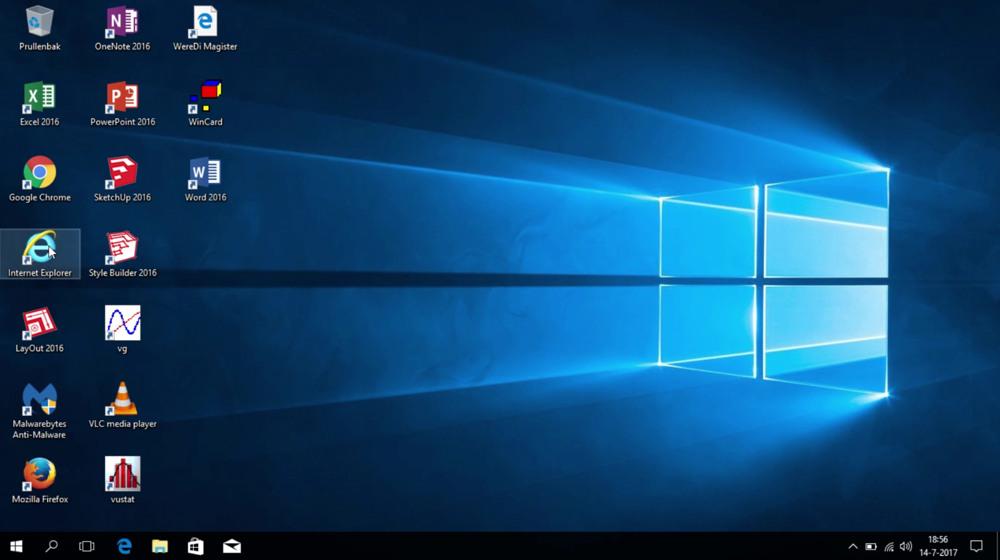 Prullenbak
OneNote 2016
WereDi Magister
Excel 2016
PowerPoint 2016
WinCard
Google Chrome
SketchUp 2016
Word 2016
Internet Explorer
Style Builder 2016
LayOut 2016
vg
Malwarebytes
Anti-Malware
VLC media player
Mozilla Firefox
vustat
18:56
14-7-2017